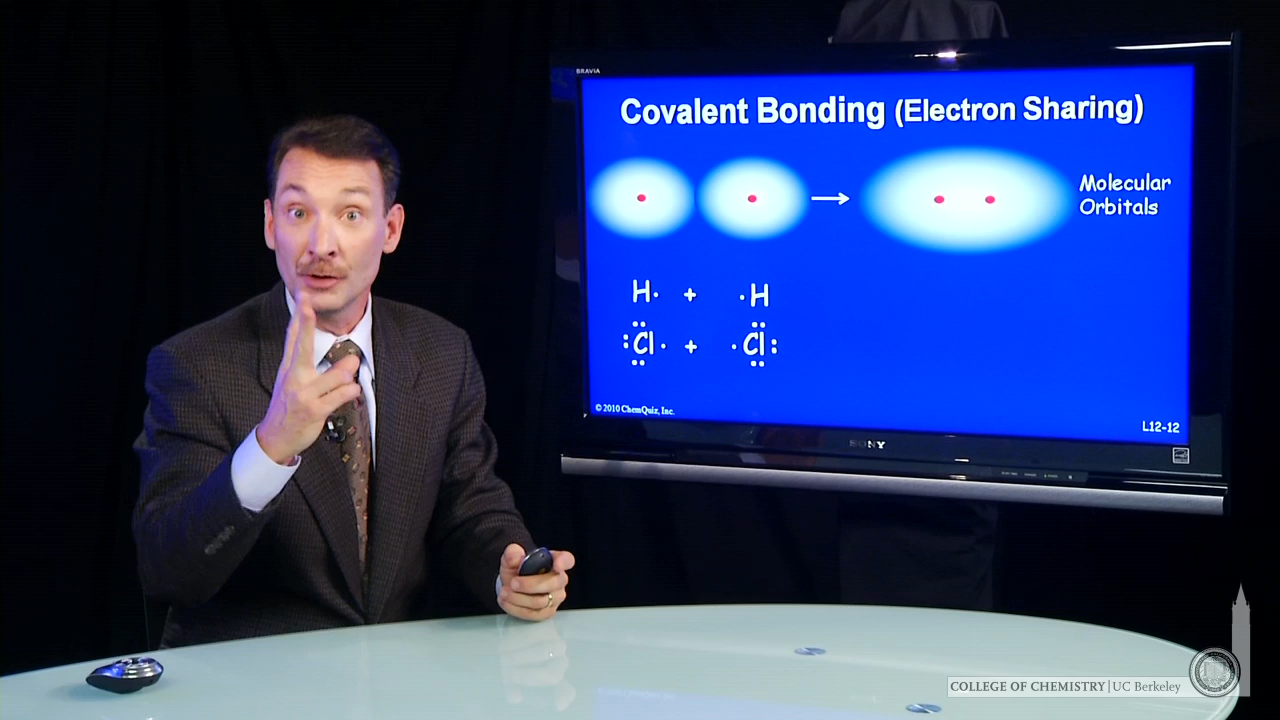 BRAVIA
Covalent Bonding (Electron Sharing)
Molecular
Orbitals
H· + ·H
:Cl· + ·Cl:
© 2010 ChemQuiz, Inc.
L12-12
SONY
COLLEGE OF CHEMISTRY | UC Berkeley